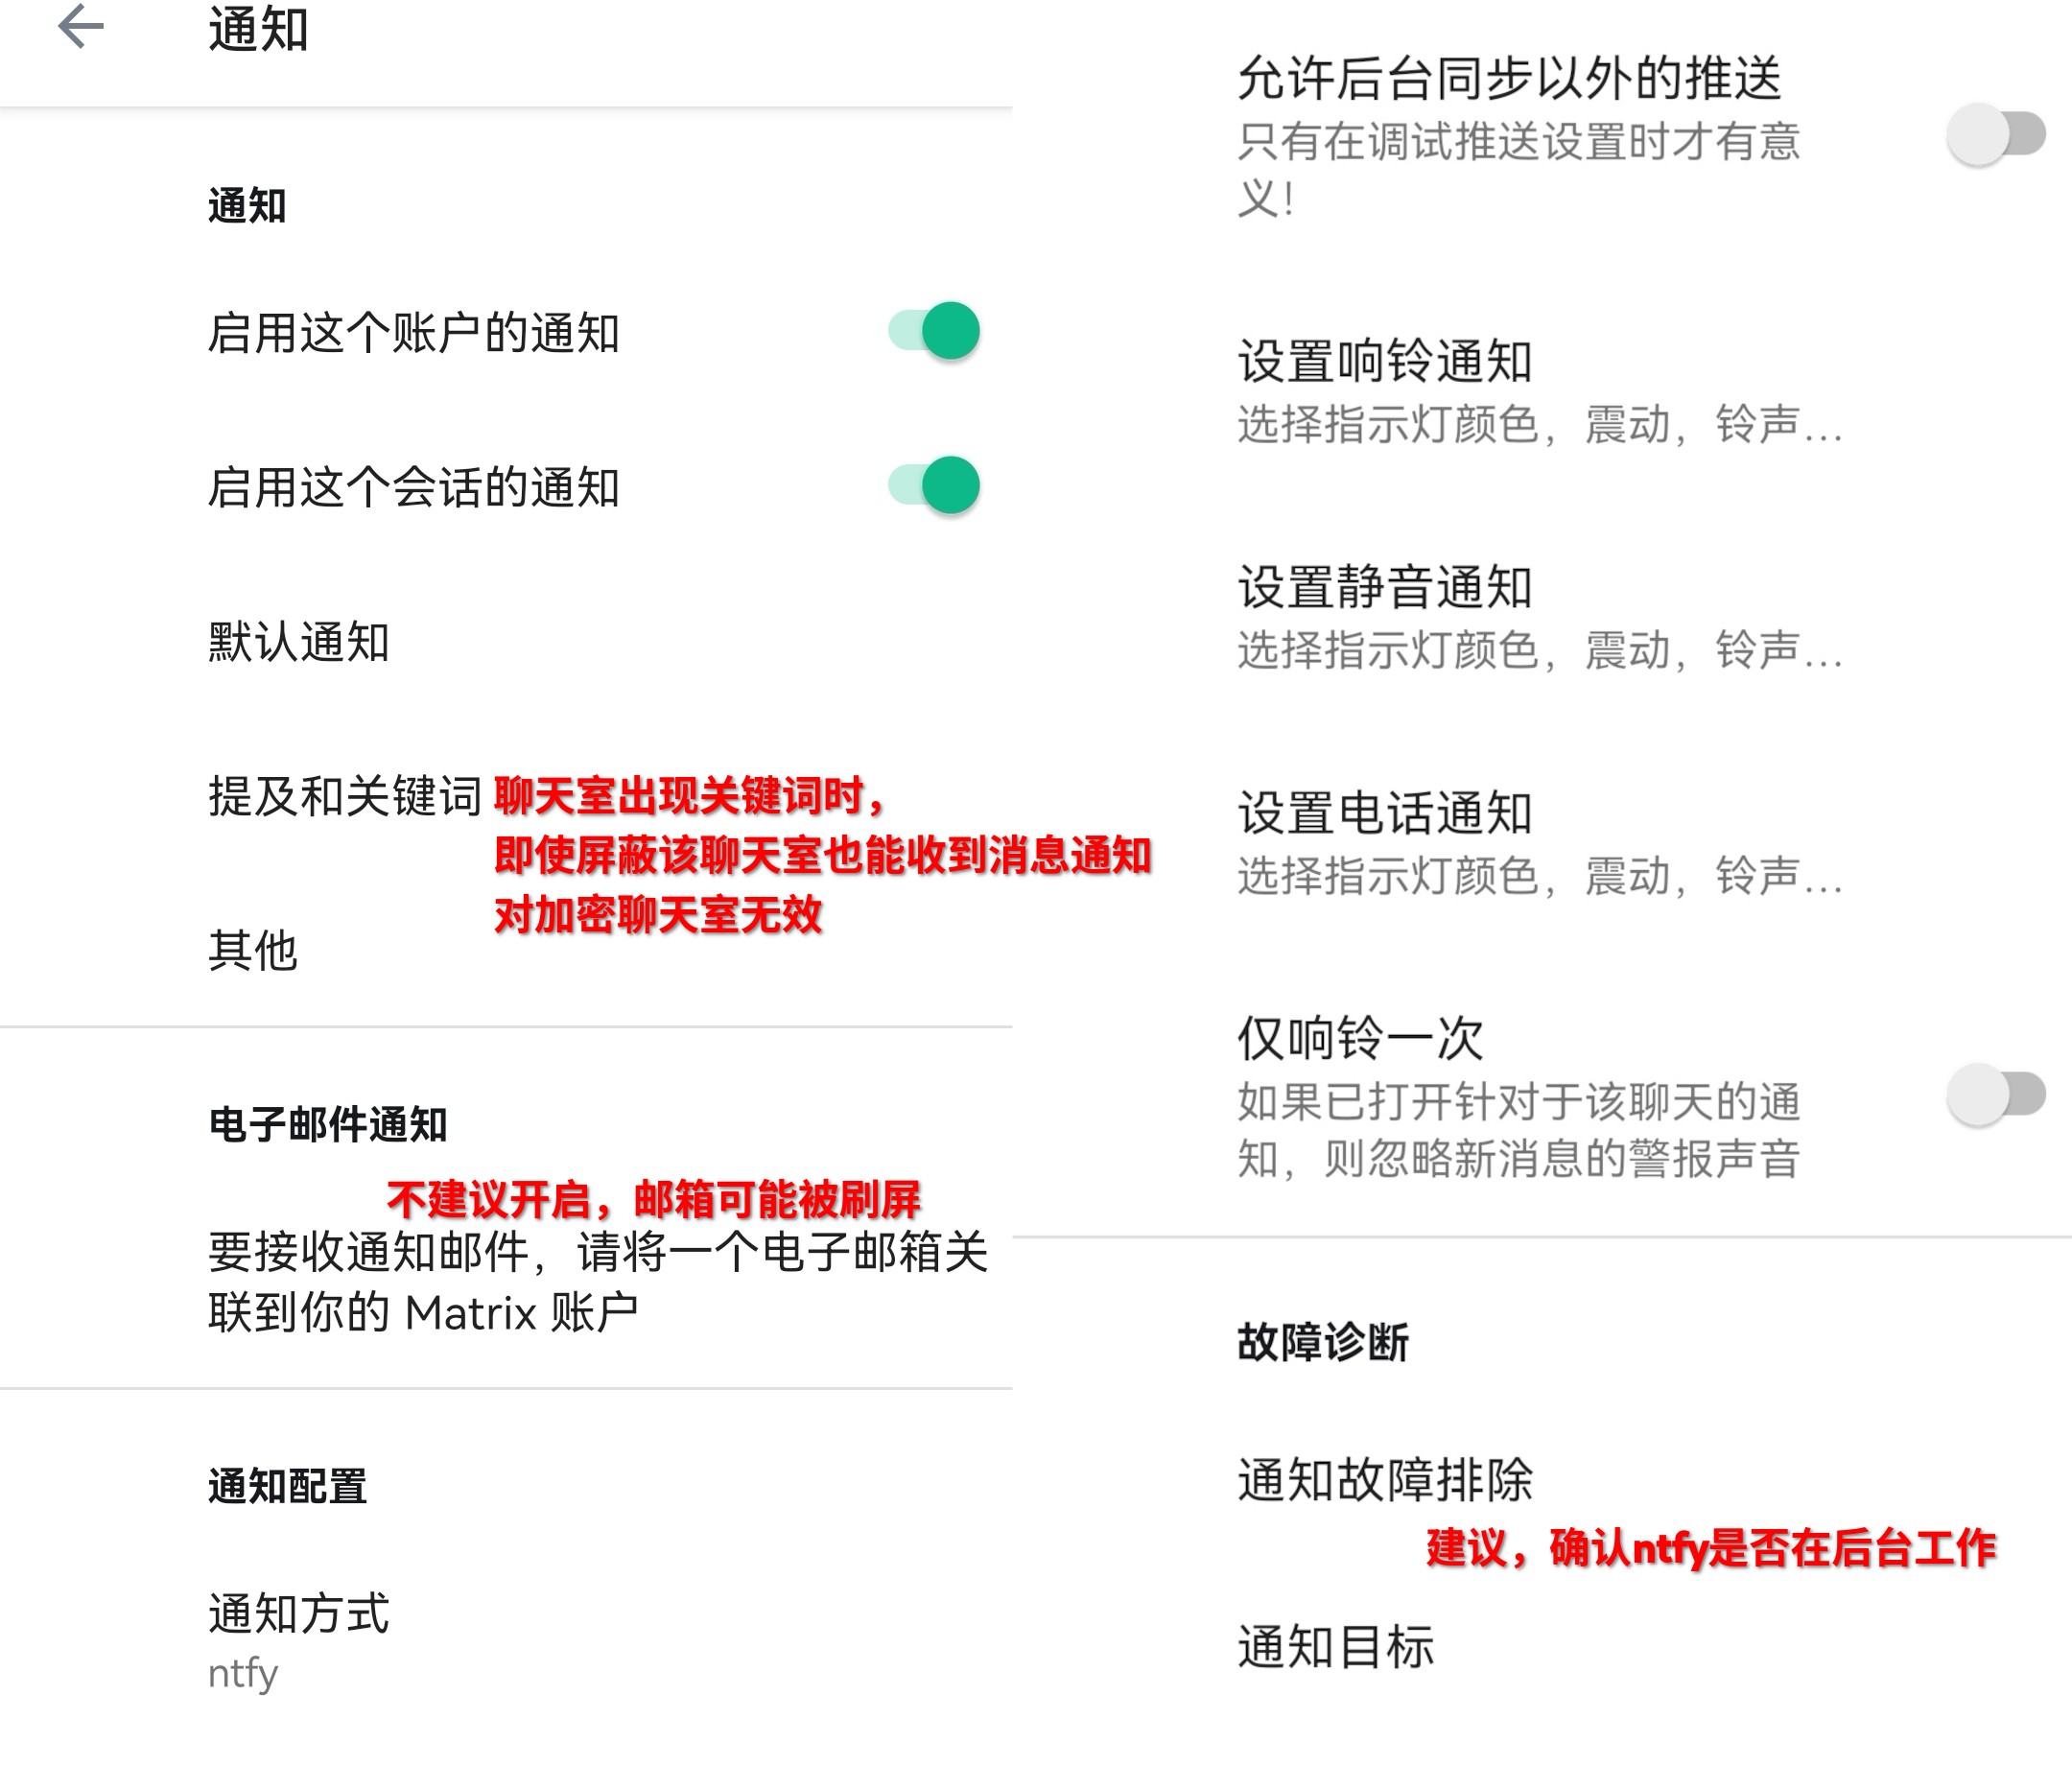 通知
通知
启用这个账户的通知
启用这个会话的通知
默认通知
提及和关键词 聊天室出现关键词时，
即使屏蔽该聊天室也能收到消息通知
对加密聊天室无效
其他
电子邮件通知
不建议开启，邮箱可能被刷屏
要接收通知邮件，请将一个电子邮箱关
联到你的 Matrix 账户
通知配置
通知方式
ntfy
允许后台同步以外的推送
只有在调试推送设置时才有意
义！
设置响铃通知
选择指示灯颜色，震动，铃声…
设置静音通知
选择指示灯颜色，震动，铃声…
设置电话通知
选择指示灯颜色，震动，铃声…
仅响铃一次
如果已打开针对于该聊天的通
知，则忽略新消息的警报声音
故障诊断
通知故障排除
建议，确认ntfy是否在后台工作
通知目标